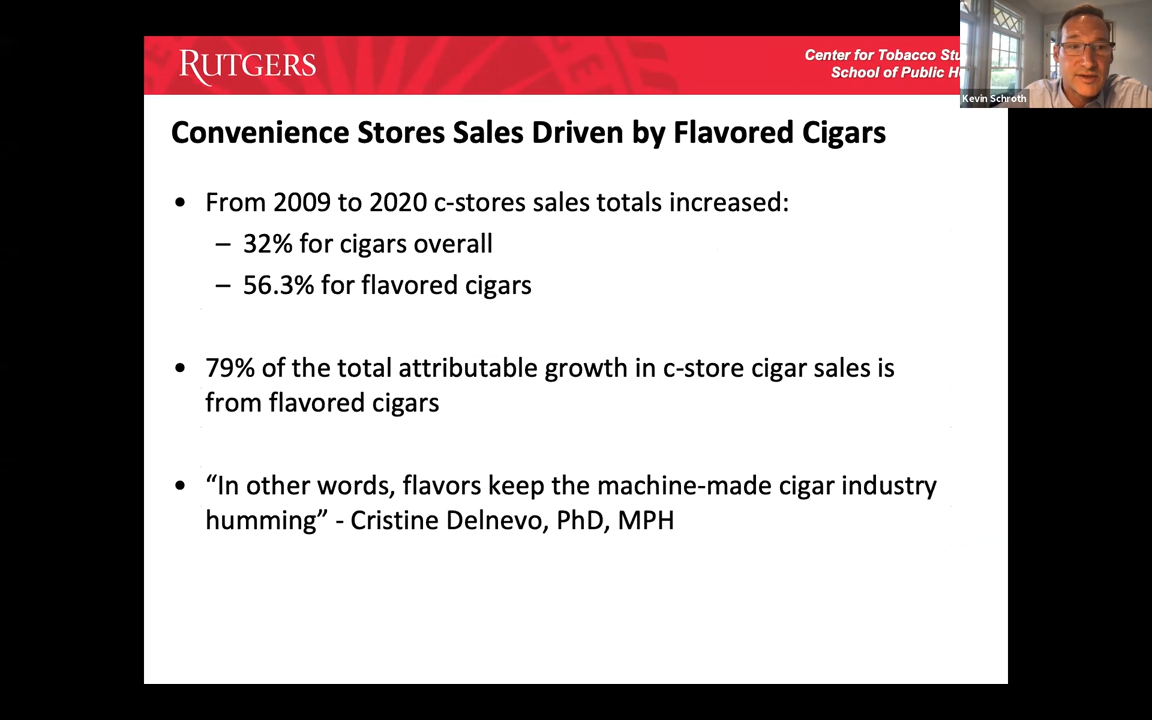 RUTGERS
Center for Tobacco
School of Public
Kevin Schroth
Convenience Stores Sales Driven by Flavored Cigars
• From 2009 to 2020 c-stores sales totals increased:
– 32% for cigars overall
– 56.3% for flavored cigars
• 79% of the total attributable growth in c-store cigar sales is
from flavored cigars
• “In other words, flavors keep the machine-made cigar industry
humming” - Cristine Delnevo, PhD, MPH